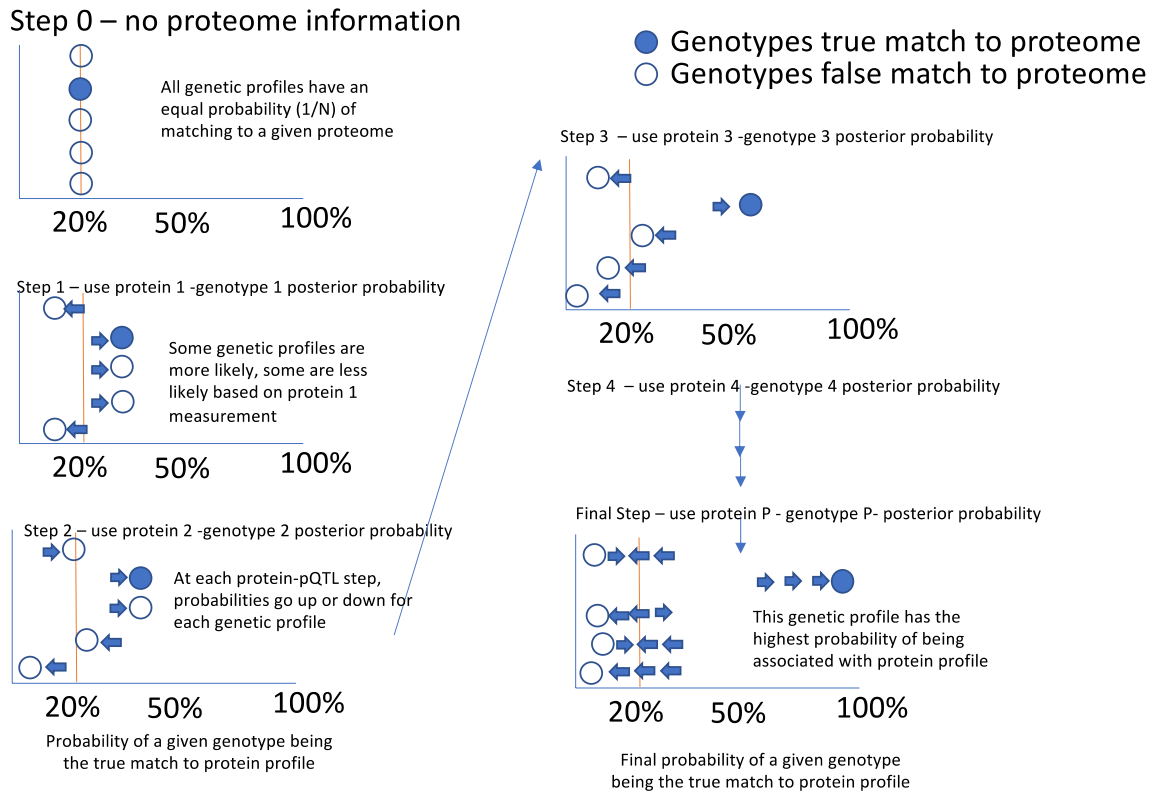 Step 0 – no proteome information
All genetic profiles have an
equal probability (1/N) of
matching to a given proteome
20% 50% 100%
Step 1 – use protein 1 -genotype 1 posterior probability
Some genetic profiles are
more likely, some are less
likely based on protein 1
measurement
20% 50% 100%
Step 2 – use protein 2 -genotype 2 posterior probability
At each protein-pQTL step,
probabilities go up or down for
each genetic profile
20% 50% 100%
Probability of a given genotype being
the true match to protein profile
Genotypes true match to proteome
Genotypes false match to proteome
Step 3 – use protein 3 -genotype 3 posterior probability
20% 50% 100%
Step 4 – use protein 4 -genotype 4 posterior probability
Final Step – use protein P - genotype P- posterior probability
This genetic profile has the
highest probability of being
associated with protein profile
20% 50% 100%
Final probability of a given genotype
being the true match to protein profile